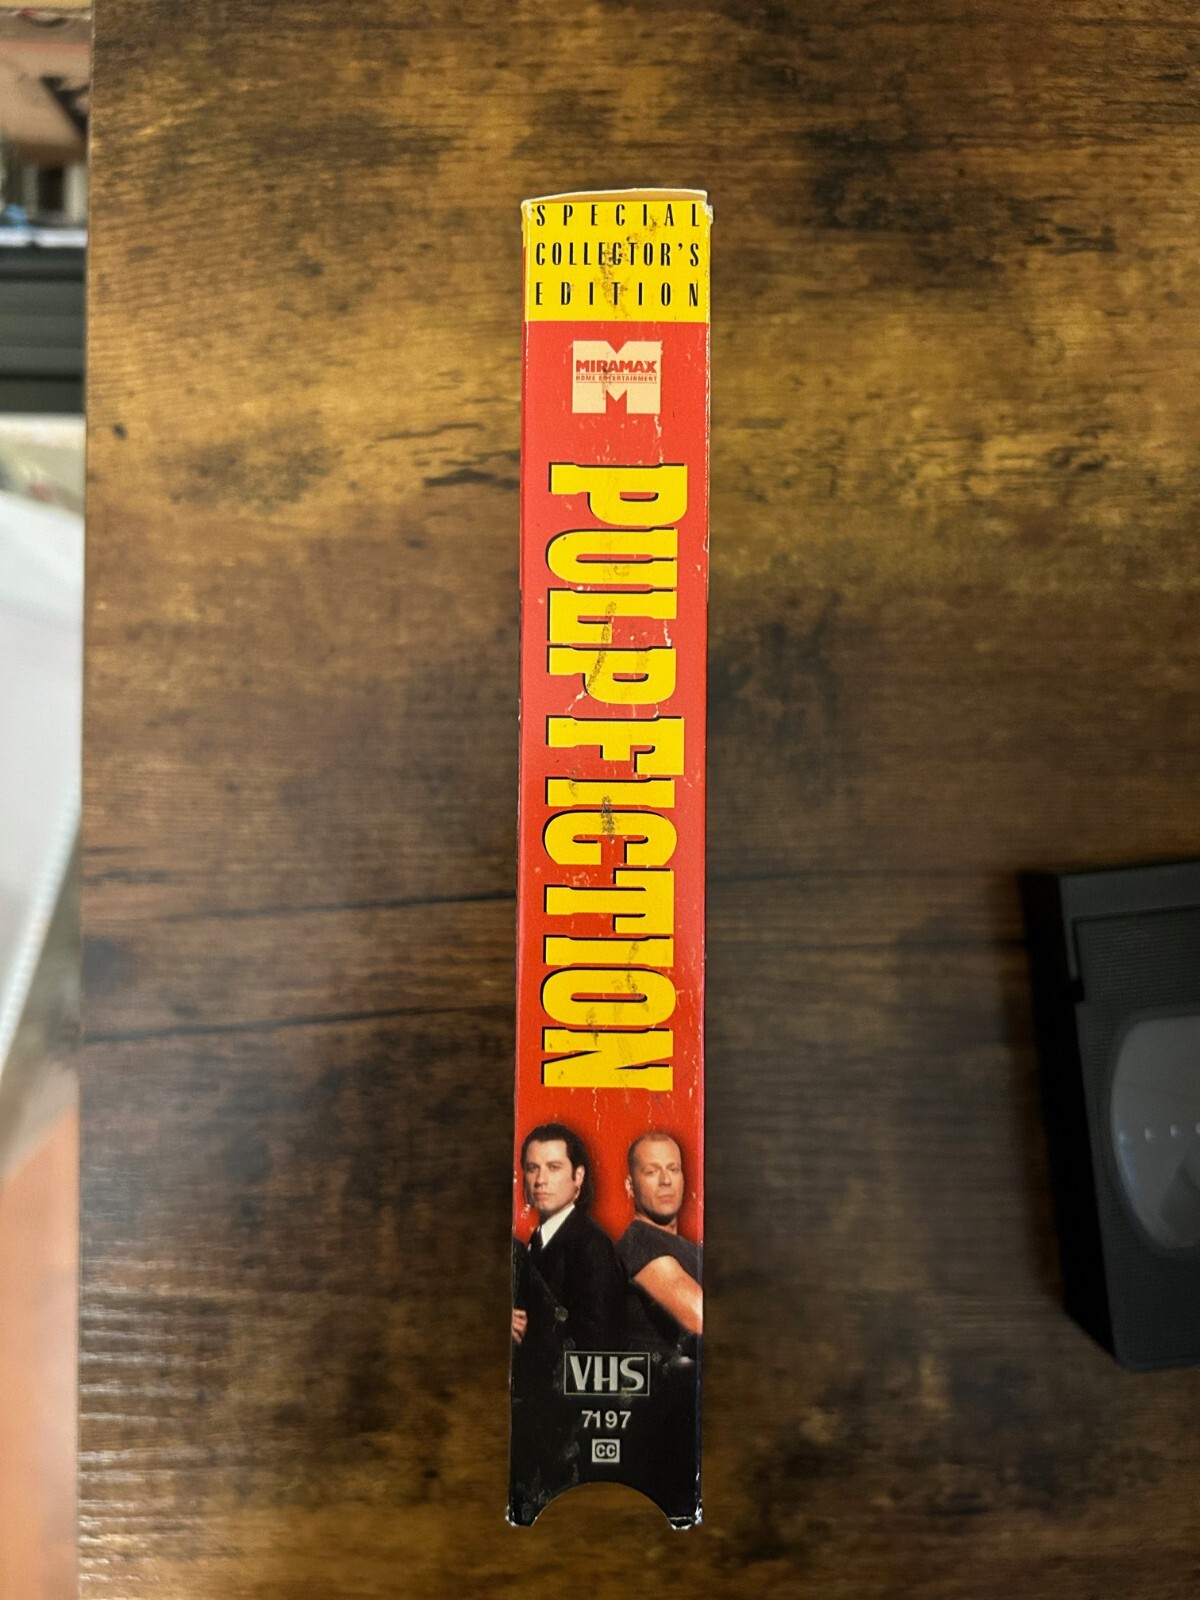 SPECIAL
COLLECTOR'S
EDITION
MIRAMAX
HOME ENTERTAINMENT
PULP FICTION
VHS®
7197
CC